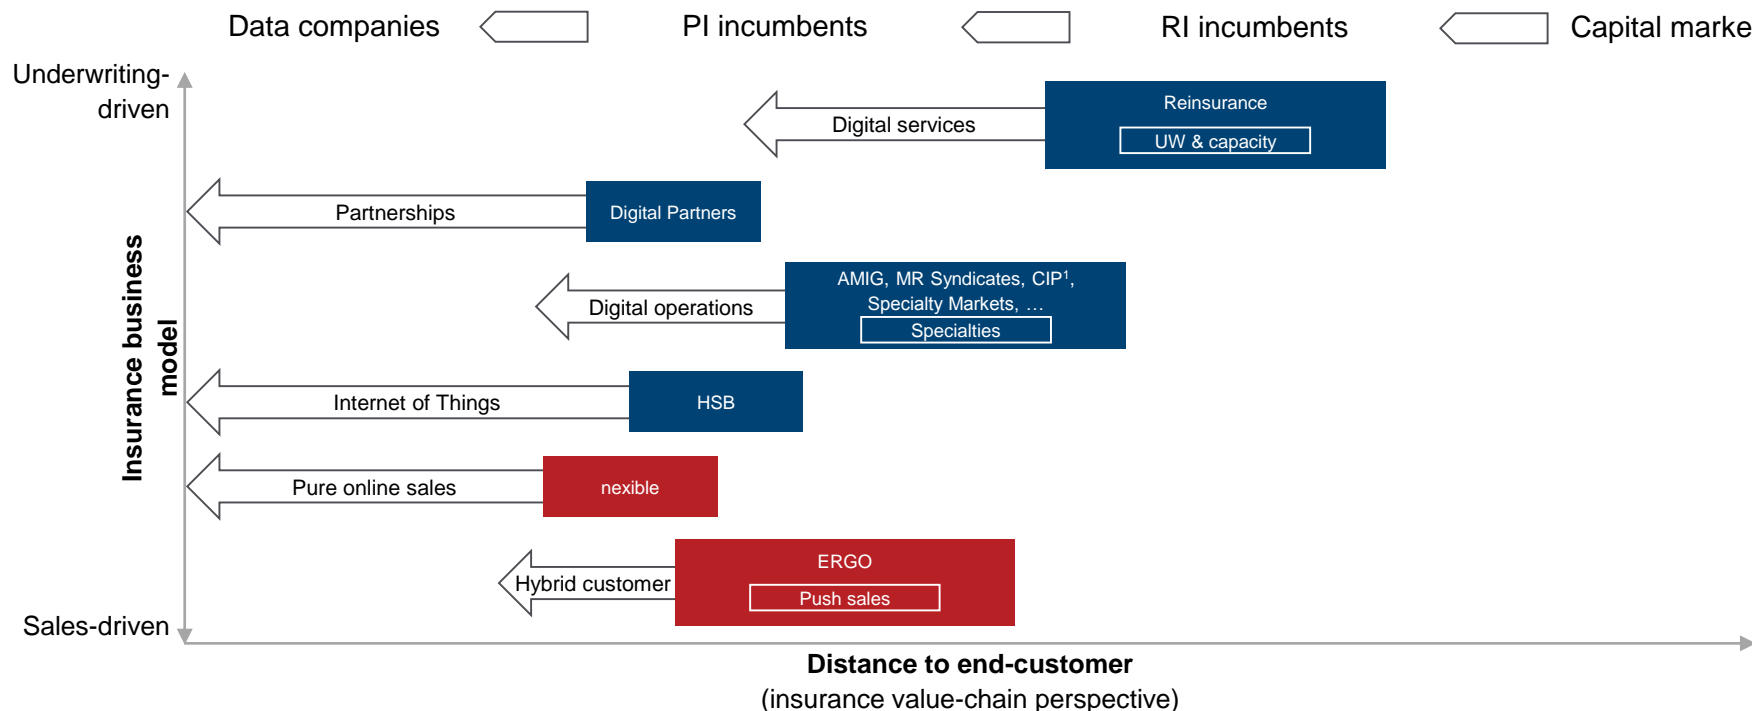 Data companies
PI incumbents
RI incumbents
Capital marke
Underwriting-
driven
Reinsurance
Digital services
UW & capacity
Partnerships
Digital Partners
AMIG, MR Syndicates, CIP¹,
Specialty Markets, …
Digital operations
Specialties
Insurance business
model
Internet of Things
HSB
Pure online sales
nexible
ERGO
Hybrid customer
Push sales
Sales-driven
Distance to end-customer
(insurance value-chain perspective)